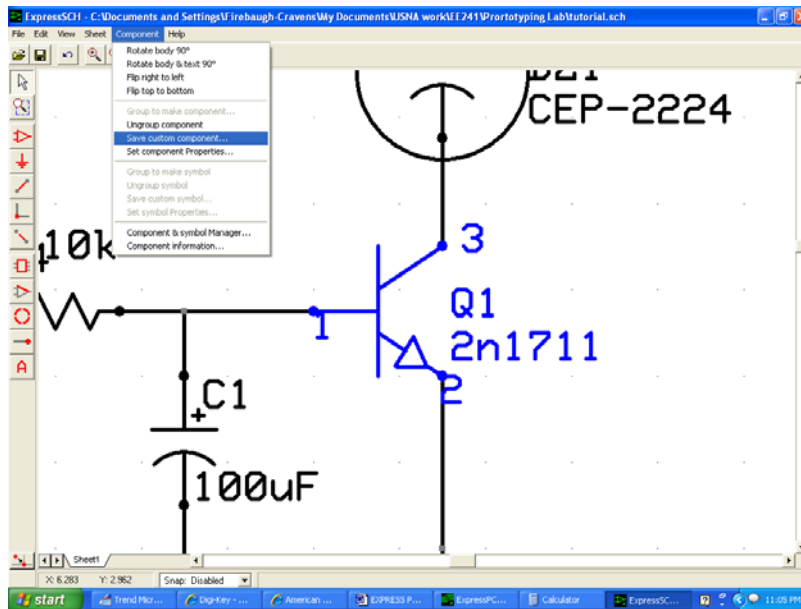 ExpressSCH - C:\Documents and Settings\Firebaugh-Cravens\My Documents\USNA work\EE241\Prortotyping Lab\tutorial.sch
File Edit View Sheet Component Help
Rotate body 90°
Rotate body & text 90°
Flip right to left
Flip top to bottom
Group to make component...
Ungroup component
Save custom component...
Set component Properties...
Group to make symbol
Ungroup symbol
Save custom symbol...
Set symbol Properties...
Component & symbol Manager...
Component information...
CEP-2224
10k
3
Q1
1
2n1711
2
C1
+
100uF
A
Sheet1
X: 6.283 Y: 2.962 Snap: Disabled
start Trend Micr... Digi-Key - ... American ... EXPRESS P... ExpressPC... Calculator ExpressSC... 11:05 PM